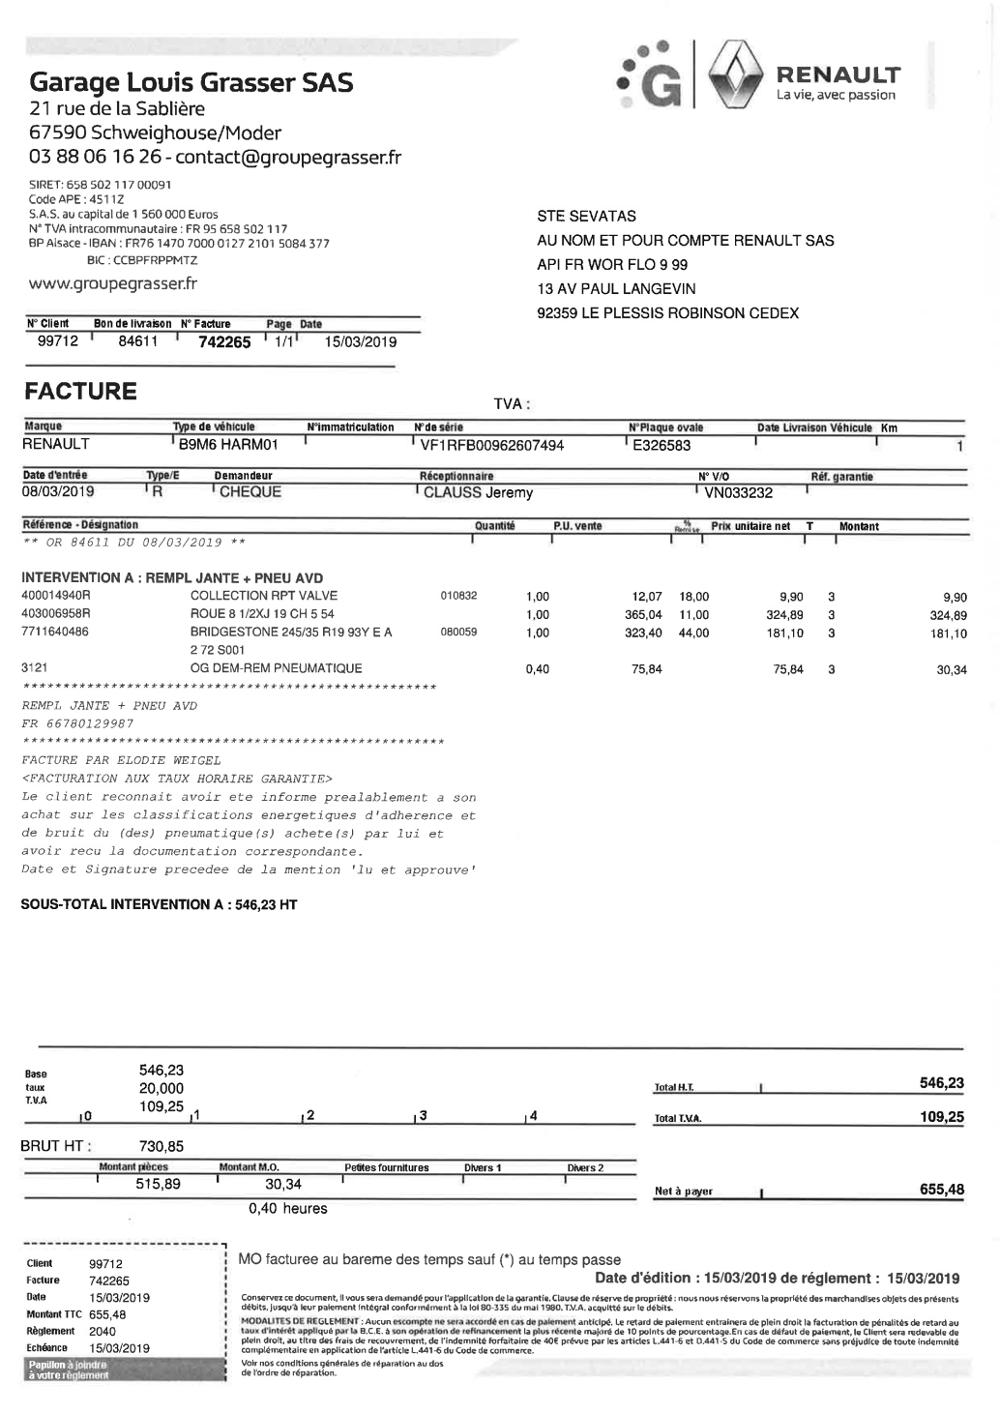 Garage Louis Grasser SAS
21 rue de la Sablière
67590 Schweighouse/Moder
03 88 06 16 26 - contact@groupegrasser.fr
G
RENAULT
La vie, avec passion
SIRET: 658 502 117 00091
Code APE : 4511Z
S.A.S. au capital de 1 560 000 Euros
N° TVA intracommunautaire : FR 95 658 502 117
BP Alsace - IBAN : FR76 1470 7000 0127 2101 5084 377
BIC : CCBPFRPPMTZ
www.groupegrasser.fr
STE SEVATAS
AU NOM ET POUR COMPTE RENAULT SAS
API FR WOR FLO 9 99
13 AV PAUL LANGEVIN
92359 LE PLESSIS ROBINSON CEDEX
N° Client Bon de livraison N° Facture Page Date
99712 84611 742265 1/1 15/03/2019
FACTURE
TVA :
Marque Type de véhicule N°immatriculation N°de série N°Plaque ovale Date Livraison Véhicule Km
RENAULT B9M6 HARM01 VF1RFB00962607494 E326583 1
Date d'entrée Type/E Demandeur Réceptionnaire N° V/O Réf. garantie
08/03/2019 R CHEQUE CLAUSS Jeremy VN033232
Référence - Désignation Quantité P.U. vente % Remise Prix unitaire net T Montant
** OR 84611 DU 08/03/2019 **
INTERVENTION A : REMPL JANTE + PNEU AVD
400014940R COLLECTION RPT VALVE 010832 1,00 12,07 18,00 9,90 3 9,90
403006958R ROUE 8 1/2XJ 19 CH 5 54 1,00 365,04 11,00 324,89 3 324,89
7711640486 BRIDGESTONE 245/35 R19 93Y E A 080059 1,00 323,40 44,00 181,10 3 181,10
2 72 S001
3121 OG DEM-REM PNEUMATIQUE 0,40 75,84 75,84 3 30,34
****************************************************
REMPL JANTE + PNEU AVD
FR 66780129987
*****************************************************
FACTURE PAR ELODIE WEIGEL
<FACTURATION AUX TAUX HORAIRE GARANTIE>
Le client reconnait avoir ete informe prealablement a son
achat sur les classifications energetiques d'adherence et
de bruit du (des) pneumatique(s) achete(s) par lui et
avoir recu la documentation correspondante.
Date et Signature precedee de la mention 'lu et approuve'
SOUS-TOTAL INTERVENTION A : 546,23 HT
Base 546,23
taux 20,000
T.V.A 109,25
0 1 2 3 4
Total H.T. 546,23
Total T.V.A. 109,25
BRUT HT : 730,85
Montant pièces Montant M.O. Petites fournitures Divers 1 Divers 2
515,89 30,34
0,40 heures
Net à payer 655,48
Client 99712
Facture 742265
Date 15/03/2019
Montant TTC 655,48
Règlement 2040
Echéance 15/03/2019
Papillon à joindre
à votre règlement
MO facturee au bareme des temps sauf (*) au temps passe
Date d'édition : 15/03/2019 de réglement : 15/03/2019
Conservez ce document, il vous sera demandé pour l'application de la garantie. Clause de réserve de propriété : nous nous réservons la propriété des marchandises objets des présents
débits, jusqu'à leur paiement intégral conformément à la loi 80-335 du mai 1980. T.V.A. acquitté sur le débits.
MODALITES DE REGLEMENT : Aucun escompte ne sera accordé en cas de paiement anticipé. Le retard de paiement entrainera de plein droit la facturation de pénalités de retard au
taux d'intérêt appliqué par la B.C.E. à son opération de refinancement la plus récente majoré de 10 points de pourcentage.En cas de défaut de paiement, le Client sera redevable de
plein droit, au titre des frais de recouvrement, de l'indemnité forfaitaire de 40€ prévue par les articles L.441-6 et D.441-5 du Code de commerce sans préjudice de toute indemnité
complémentaire en application de l'article L.441-6 du Code de commerce.
Voir nos conditions générales de réparation au dos
de l'ordre de réparation.